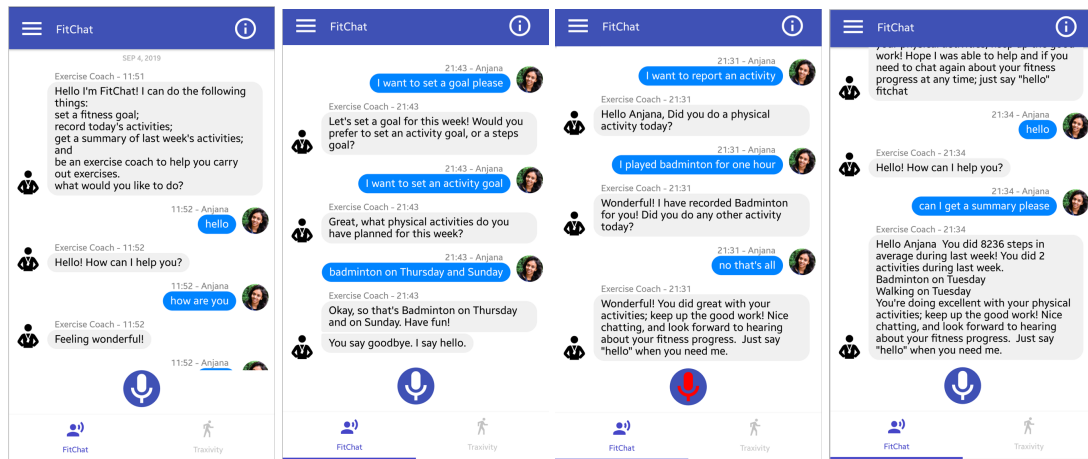 FitChat
SEP 4, 2019
Exercise Coach - 11:51
Hello I'm FitChat! I can do the following
things:
set a fitness goal;
record today's activities;
get a summary of last week's activities;
and
be an exercise coach to help you carry
out exercises.
what would you like to do?
11:52 - Anjana
hello
Exercise Coach - 11:52
Hello! How can I help you?
11:52 - Anjana
how are you
Exercise Coach - 11:52
Feeling wonderful!
11:52 - Anjana
FitChat
Traxivity
FitChat
21:43 - Anjana
I want to set a goal please
Exercise Coach - 21:43
Let's set a goal for this week! Would you
prefer to set an activity goal, or a steps
goal?
21:43 - Anjana
I want to set an activity goal
Exercise Coach - 21:43
Great, what physical activities do you
have planned for this week?
21:43 - Anjana
badminton on Thursday and Sunday
Exercise Coach - 21:43
Okay, so that's Badminton on Thursday
and on Sunday. Have fun!
You say goodbye. I say hello.
FitChat
Traxivity
FitChat
21:31 - Anjana
I want to report an activity
Exercise Coach - 21:31
Hello Anjana, Did you do a physical
activity today?
21:31 - Anjana
I played badminton for one hour
Exercise Coach - 21:31
Wonderful! I have recorded Badminton
for you! Did you do any other activity
today?
21:31 - Anjana
no that's all
Exercise Coach - 21:31
Wonderful! You did great with your
activities; keep up the good work! Nice
chatting, and look forward to hearing
about your fitness progress. Just say
"hello" when you need me.
FitChat
Traxivity
FitChat
work! Hope I was able to help and if you
need to chat again about your fitness
progress at any time; just say "hello"
fitchat
21:34 - Anjana
hello
Exercise Coach - 21:34
Hello! How can I help you?
21:34 - Anjana
can I get a summary please
Exercise Coach - 21:34
Hello Anjana You did 8236 steps in
average during last week! You did 2
activities during last week.
Badminton on Tuesday
Walking on Tuesday
You're doing excellent with your physical
activities; keep up the good work! Nice
chatting, and look forward to hearing
about your fitness progress. Just say
"hello" when you need me.
FitChat
Traxivity